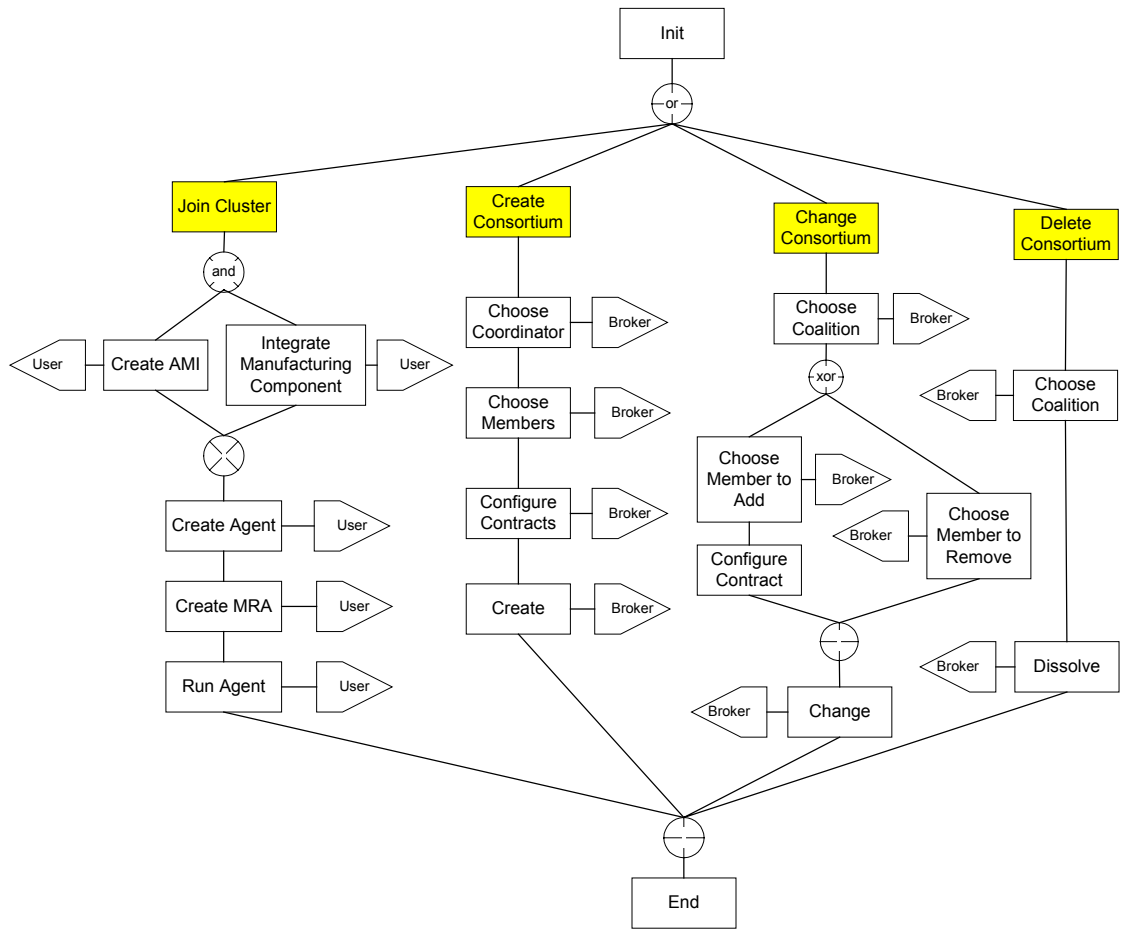 Init
or
Join Cluster
Create
Consortium
Change
Consortium
Delete
Consortium
and
Choose
Coordinator
Broker
Choose
Coalition
Broker
User
Create AMI
Integrate
Manufacturing
Component
User
xor
Broker
Choose
Coalition
Choose
Members
Broker
Choose
Member to
Add
Broker
Configure
Contracts
Broker
Create Agent
User
Broker
Choose
Member to
Remove
Configure
Contract
Create MRA
User
Create
Broker
Run Agent
User
Broker
Dissolve
Broker
Change
End